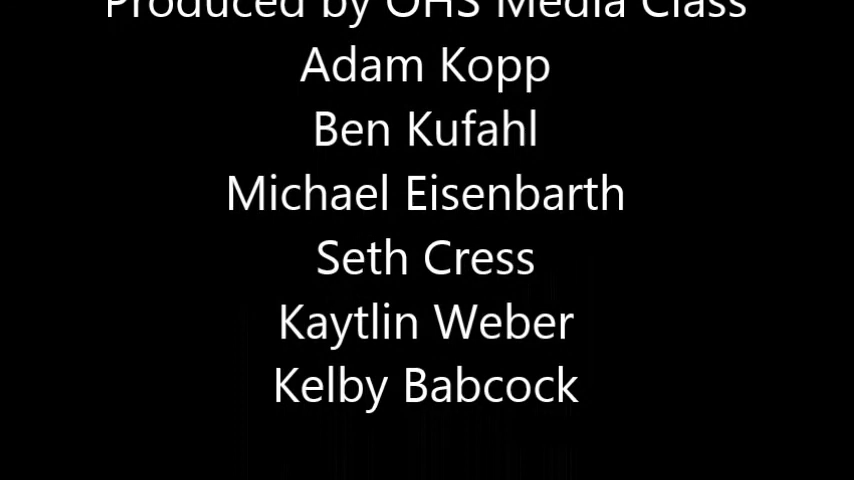 Produced by OHS Media Class
Adam Kopp
Ben Kufahl
Michael Eisenbarth
Seth Cress
Kaytlin Weber
Kelby Babcock